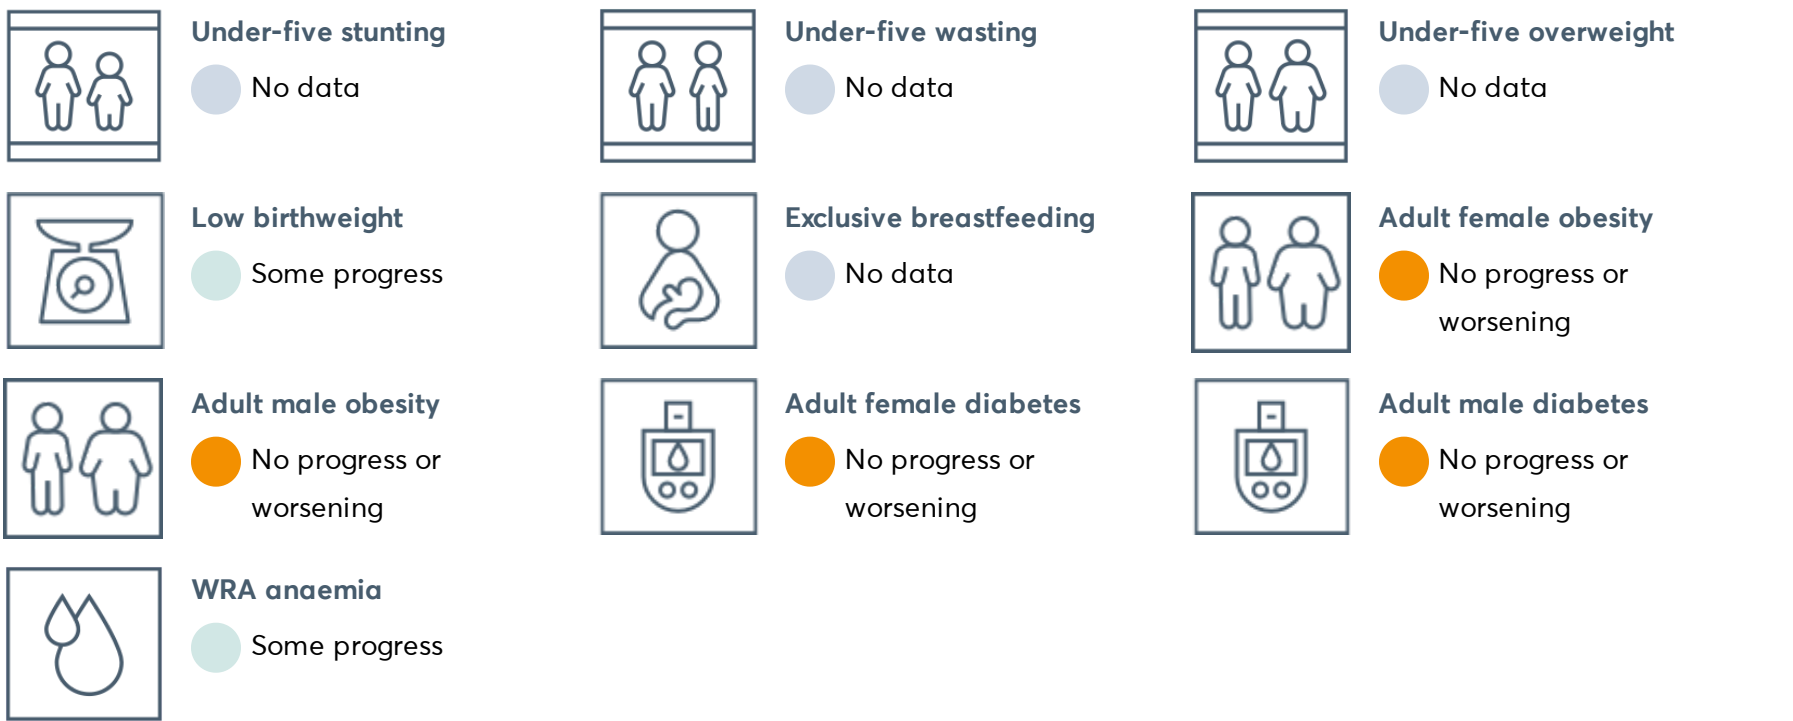 Under-five stunting
No data
Under-five wasting
No data
Under-five overweight
No data
Low birthweight
Some progress
Exclusive breastfeeding
No data
Adult female obesity
No progress or
worsening
Adult male obesity
No progress or
worsening
Adult female diabetes
No progress or
worsening
Adult male diabetes
No progress or
worsening
WRA anaemia
Some progress